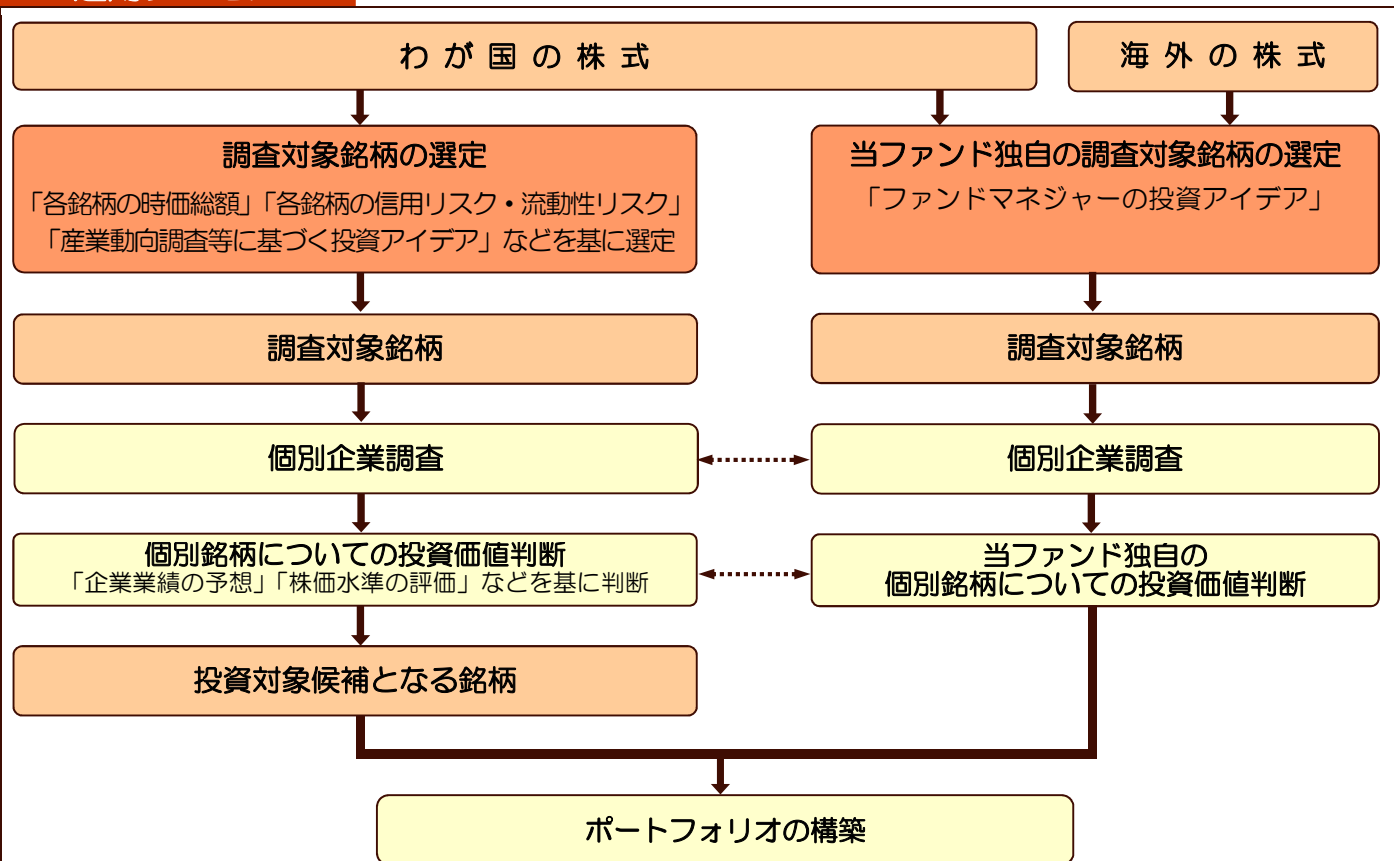 わが国の株式
海外の株式
調査対象銘柄の選定
「各銘柄の時価総額」「各銘柄の信用リスク・流動性リスク」
「産業動向調査等に基づく投資アイデア」などを基に選定
当ファンド独自の調査対象銘柄の選定
「ファンドマネジャーの投資アイデア」
調査対象銘柄
調査対象銘柄
個別企業調査
個別企業調査
個別銘柄についての投資価値判断
「企業業績の予想」「株価水準の評価」などを基に判断
当ファンド独自の
個別銘柄についての投資価値判断
投資対象候補となる銘柄
ポートフォリオの構築